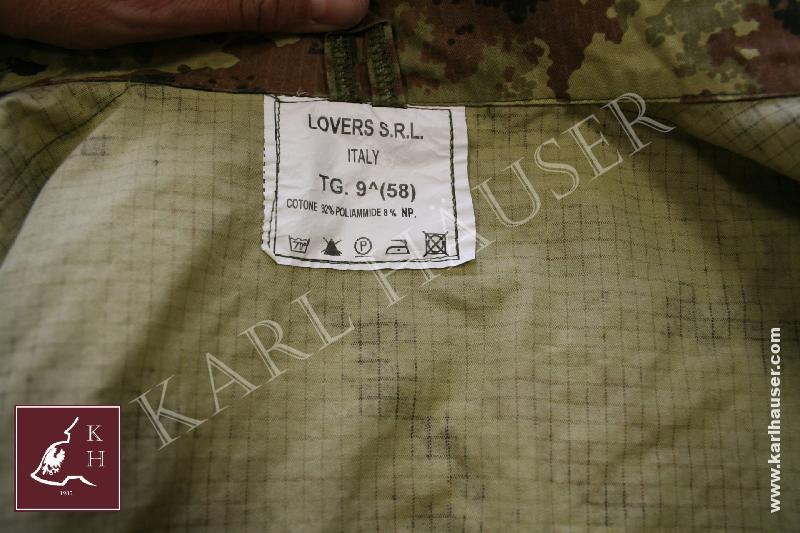 LOVERS S.R.L.
ITALY
TG. 9^(58)
COTONE 92% POLIAMMIDE 8% NP.
P
KARL HAUSER
K
H
www.karlhauser.com